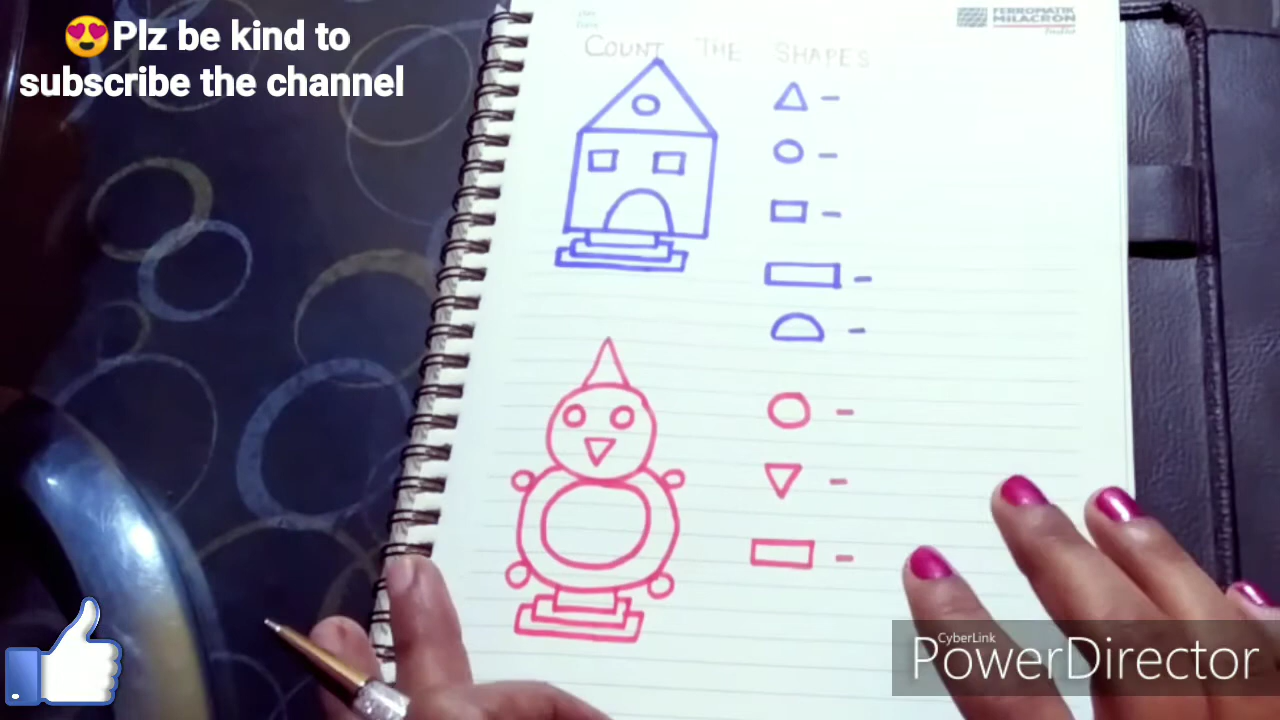 😍Plz be kind to
subscribe the channel
FERROMATIK
MILACRON
COUNT THE SHAPES
CyberLink
PowerDirector